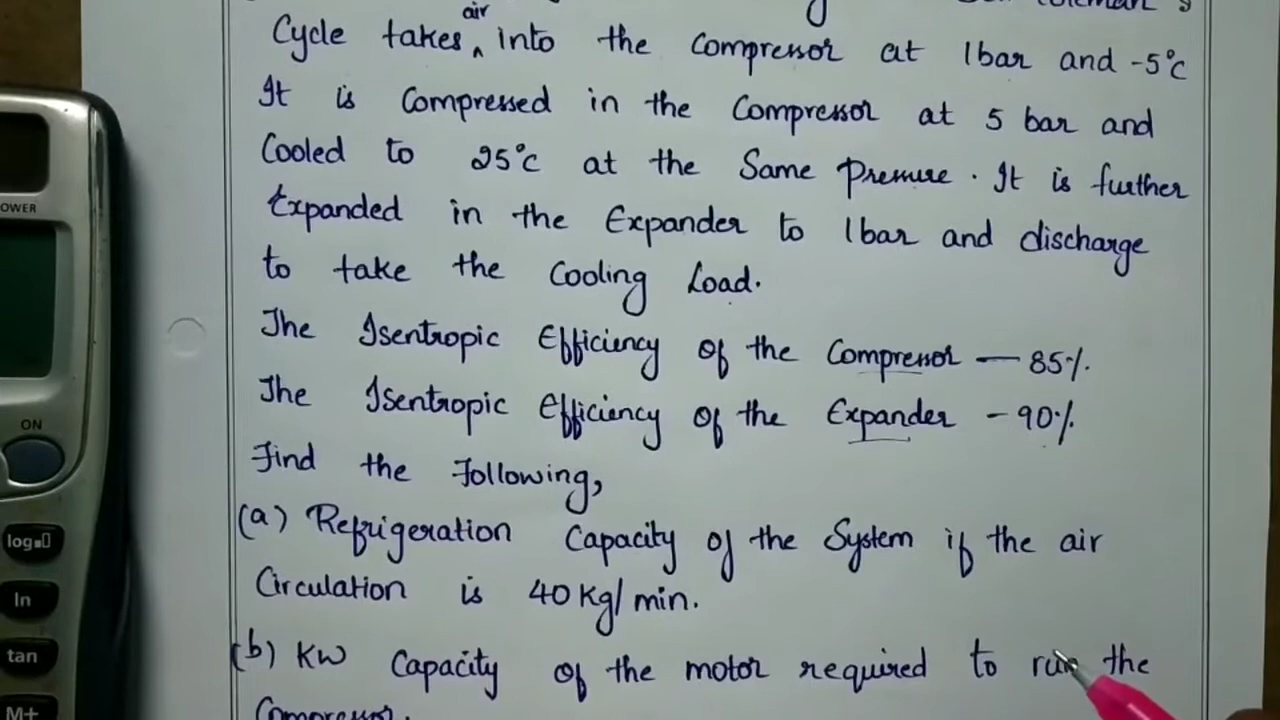 Coleman's
Cycle takes air into the compressor at 1bar and -5°C
It is Compressed in the Compressor at 5 bar and
Cooled to 25°C at the Same Pressure. It is further
Expanded in the Expander to 1bar and discharge
to take the Cooling Load.
The Isentropic Efficiency of the Compressor — 85%.
The Isentropic Efficiency of the Expander - 90%.
Find the Following,
(a) Refrigeration Capacity of the System if the air
Circulation is 40 Kg/min.
(b) KW Capacity of the motor required to run the
Compressor.
OWER
ON
log
ln
tan
M+